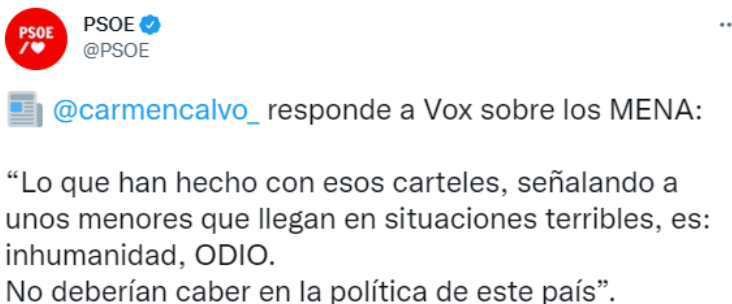 PSOE
PSOE
@PSOE
@carmencalvo_ responde a Vox sobre los MENA:
“Lo que han hecho con esos carteles, señalando a
unos menores que llegan en situaciones terribles, es:
inhumanidad, ODIO.
No deberían caber en la política de este país”.